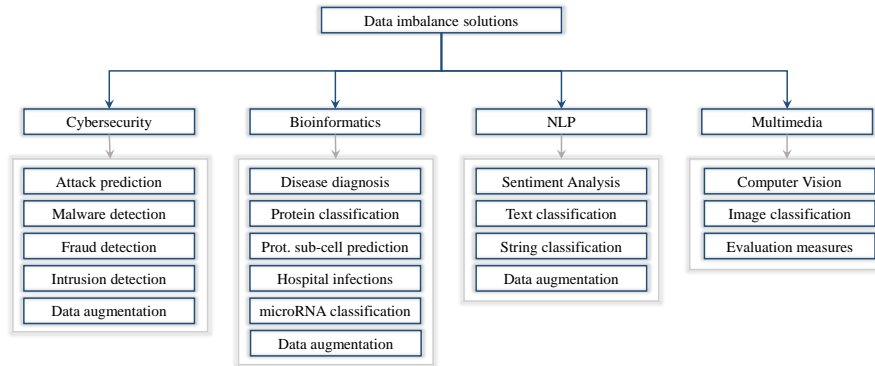 Data imbalance solutions
Cybersecurity
Bioinformatics
NLP
Multimedia
Attack prediction
Malware detection
Fraud detection
Intrusion detection
Data augmentation
Disease diagnosis
Protein classification
Prot. sub-cell prediction
Hospital infections
microRNA classification
Data augmentation
Sentiment Analysis
Text classification
String classification
Data augmentation
Computer Vision
Image classification
Evaluation measures